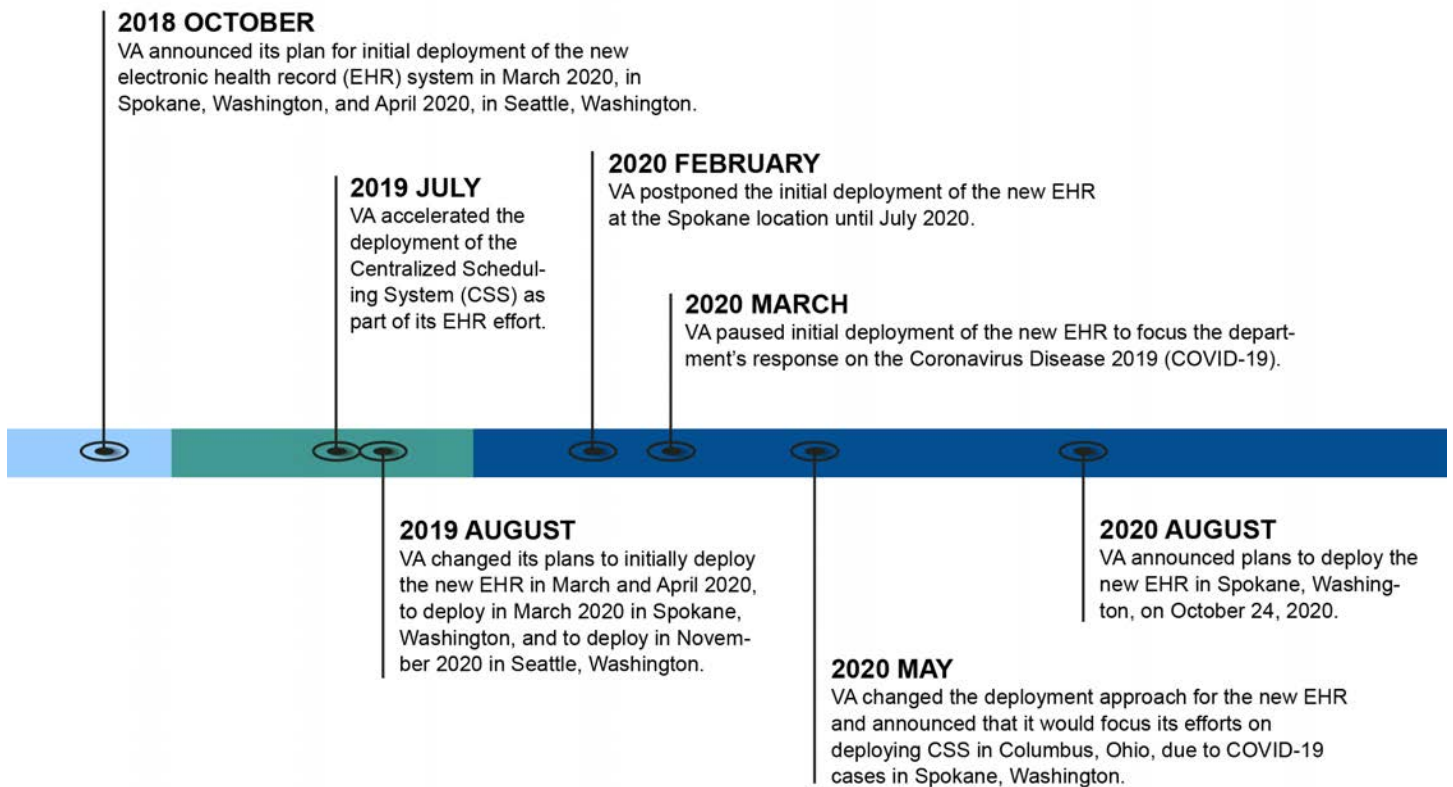 2018 OCTOBER
VA announced its plan for initial deployment of the new
electronic health record (EHR) system in March 2020, in
Spokane, Washington, and April 2020, in Seattle, Washington.
2019 JULY
VA accelerated the
deployment of the
Centralized Schedul-
ing System (CSS) as
part of its EHR effort.
2020 FEBRUARY
VA postponed the initial deployment of the new EHR
at the Spokane location until July 2020.
2020 MARCH
VA paused initial deployment of the new EHR to focus the depart-
ment's response on the Coronavirus Disease 2019 (COVID-19).
2019 AUGUST
VA changed its plans to initially deploy
the new EHR in March and April 2020,
to deploy in March 2020 in Spokane,
Washington, and to deploy in Novem-
ber 2020 in Seattle, Washington.
2020 MAY
VA changed the deployment approach for the new EHR
and announced that it would focus its efforts on
deploying CSS in Columbus, Ohio, due to COVID-19
cases in Spokane, Washington.
2020 AUGUST
VA announced plans to deploy the
new EHR in Spokane, Washing-
ton, on October 24, 2020.